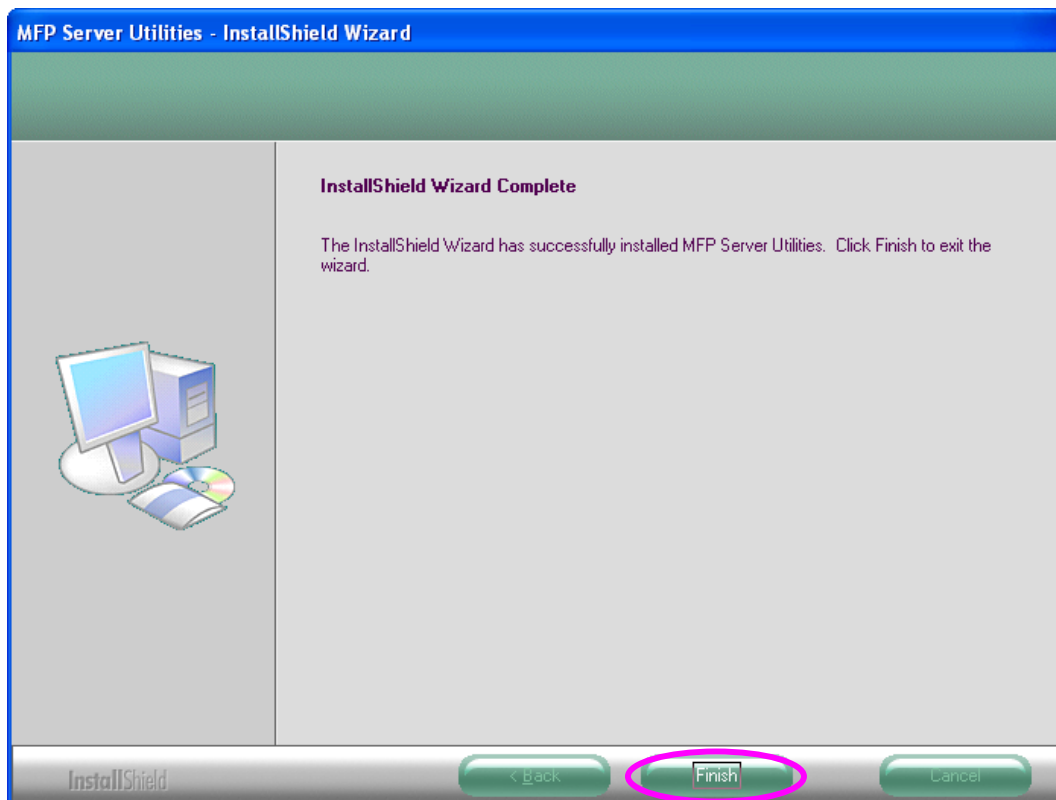 MFP Server Utilities - InstallShield Wizard
InstallShield Wizard Complete
The InstallShield Wizard has successfully installed MFP Server Utilities.  Click Finish to exit the
wizard.
InstallShield
< Back
Finish
Cancel